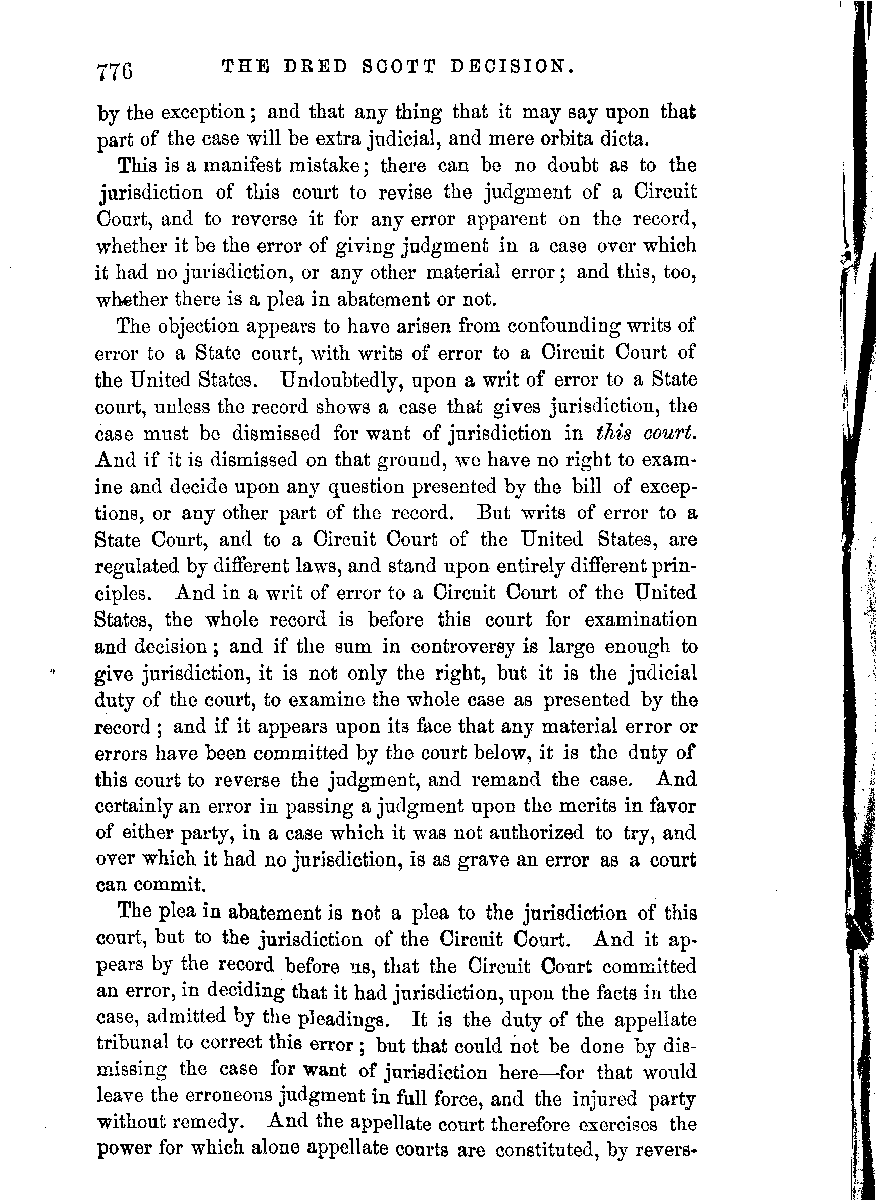 776 THE DRED SCOTT DECISION.
by the exception; and that any thing that it may say upon that
part of the case will be extra judicial, and mere orbita dicta.
This is a manifest mistake; there can be no doubt as to the
jurisdiction of this court to revise the judgment of a Circuit
Court, and to reverse it for any error apparent on the record,
whether it be the error of giving judgment in a case over which
it had no jurisdiction, or any other material error; and this, too,
whether there is a plea in abatement or not.
The objection appears to have arisen from confounding writs of
error to a State court, with writs of error to a Circuit Court of
the United States. Undoubtedly, upon a writ of error to a State
court, unless the record shows a case that gives jurisdiction, the
case must be dismissed for want of jurisdiction in this court.
And if it is dismissed on that ground, we have no right to exam-
ine and decide upon any question presented by the bill of excep-
tions, or any other part of the record. But writs of error to a
State Court, and to a Circuit Court of the United States, are
regulated by different laws, and stand upon entirely different prin-
ciples. And in a writ of error to a Circuit Court of the United
States, the whole record is before this court for examination
and decision; and if the sum in controversy is large enough to
give jurisdiction, it is not only the right, but it is the judicial
duty of the court, to examine the whole case as presented by the
record; and if it appears upon its face that any material error or
errors have been committed by the court below, it is the duty of
this court to reverse the judgment, and remand the case. And
certainly an error in passing a judgment upon the merits in favor
of either party, in a case which it was not authorized to try, and
over which it had no jurisdiction, is as grave an error as a court
can commit.
The plea in abatement is not a plea to the jurisdiction of this
court, but to the jurisdiction of the Circuit Court. And it ap-
pears by the record before us, that the Circuit Court committed
an error, in deciding that it had jurisdiction, upon the facts in the
case, admitted by the pleadings. It is the duty of the appellate
tribunal to correct this error; but that could not be done by dis-
missing the case for want of jurisdiction here—for that would
leave the erroneous judgment in full force, and the injured party
without remedy. And the appellate court therefore exercises the
power for which alone appellate courts are constituted, by revers-